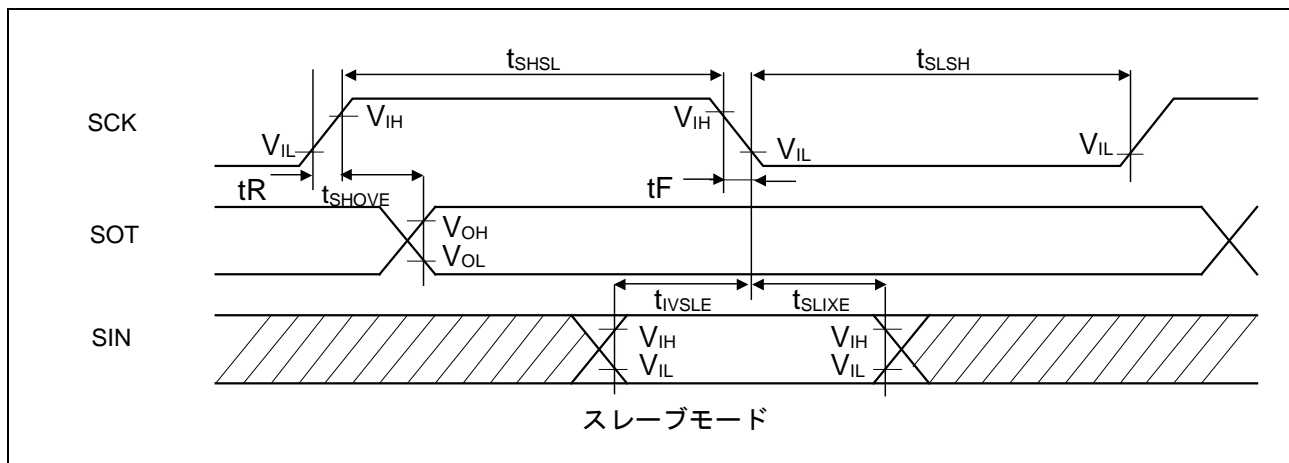 tSHSL
tSLSH
SCK
VIH
VIH
VIL
VIL
VIL
tR
tSHOVE
tF
SOT
VOH
VOL
tIVSLE
tSLIXE
SIN
VIH
VIH
VIL
VIL
スレーブモード